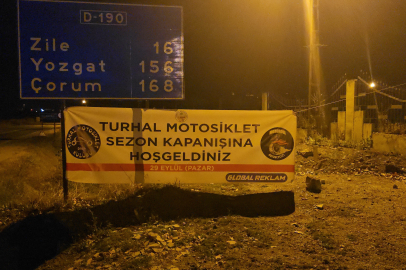 D-190
Zile 16
Yozgat 156
Çorum 168
TURHAL MOTOSİKLET
SEZON KAPANIŞINA
HOŞGELDİNİZ
29 EYLÜL (PAZAR)
GLOBAL REKLAM